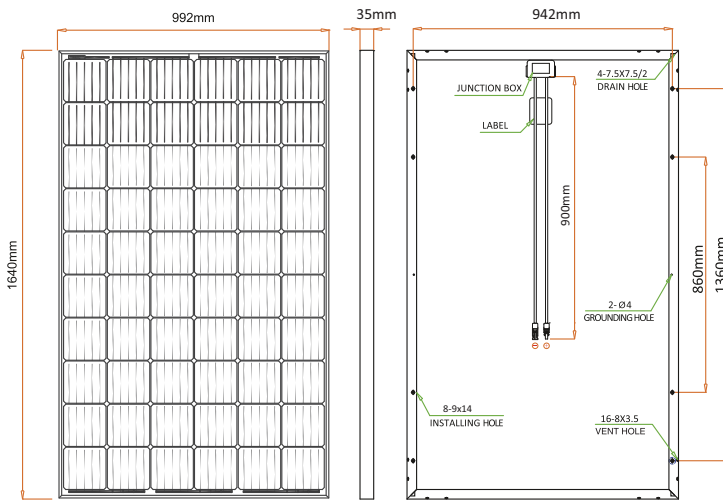 992mm
35mm
942mm
1640mm
4-7.5X7.5/2
DRAIN HOLE
JUNCTION BOX
LABEL
900mm
860mm
1360mm
2-Ø4
GROUNDING HOLE
8-9x14
INSTALLING HOLE
16-8X3.5
VENT HOLE